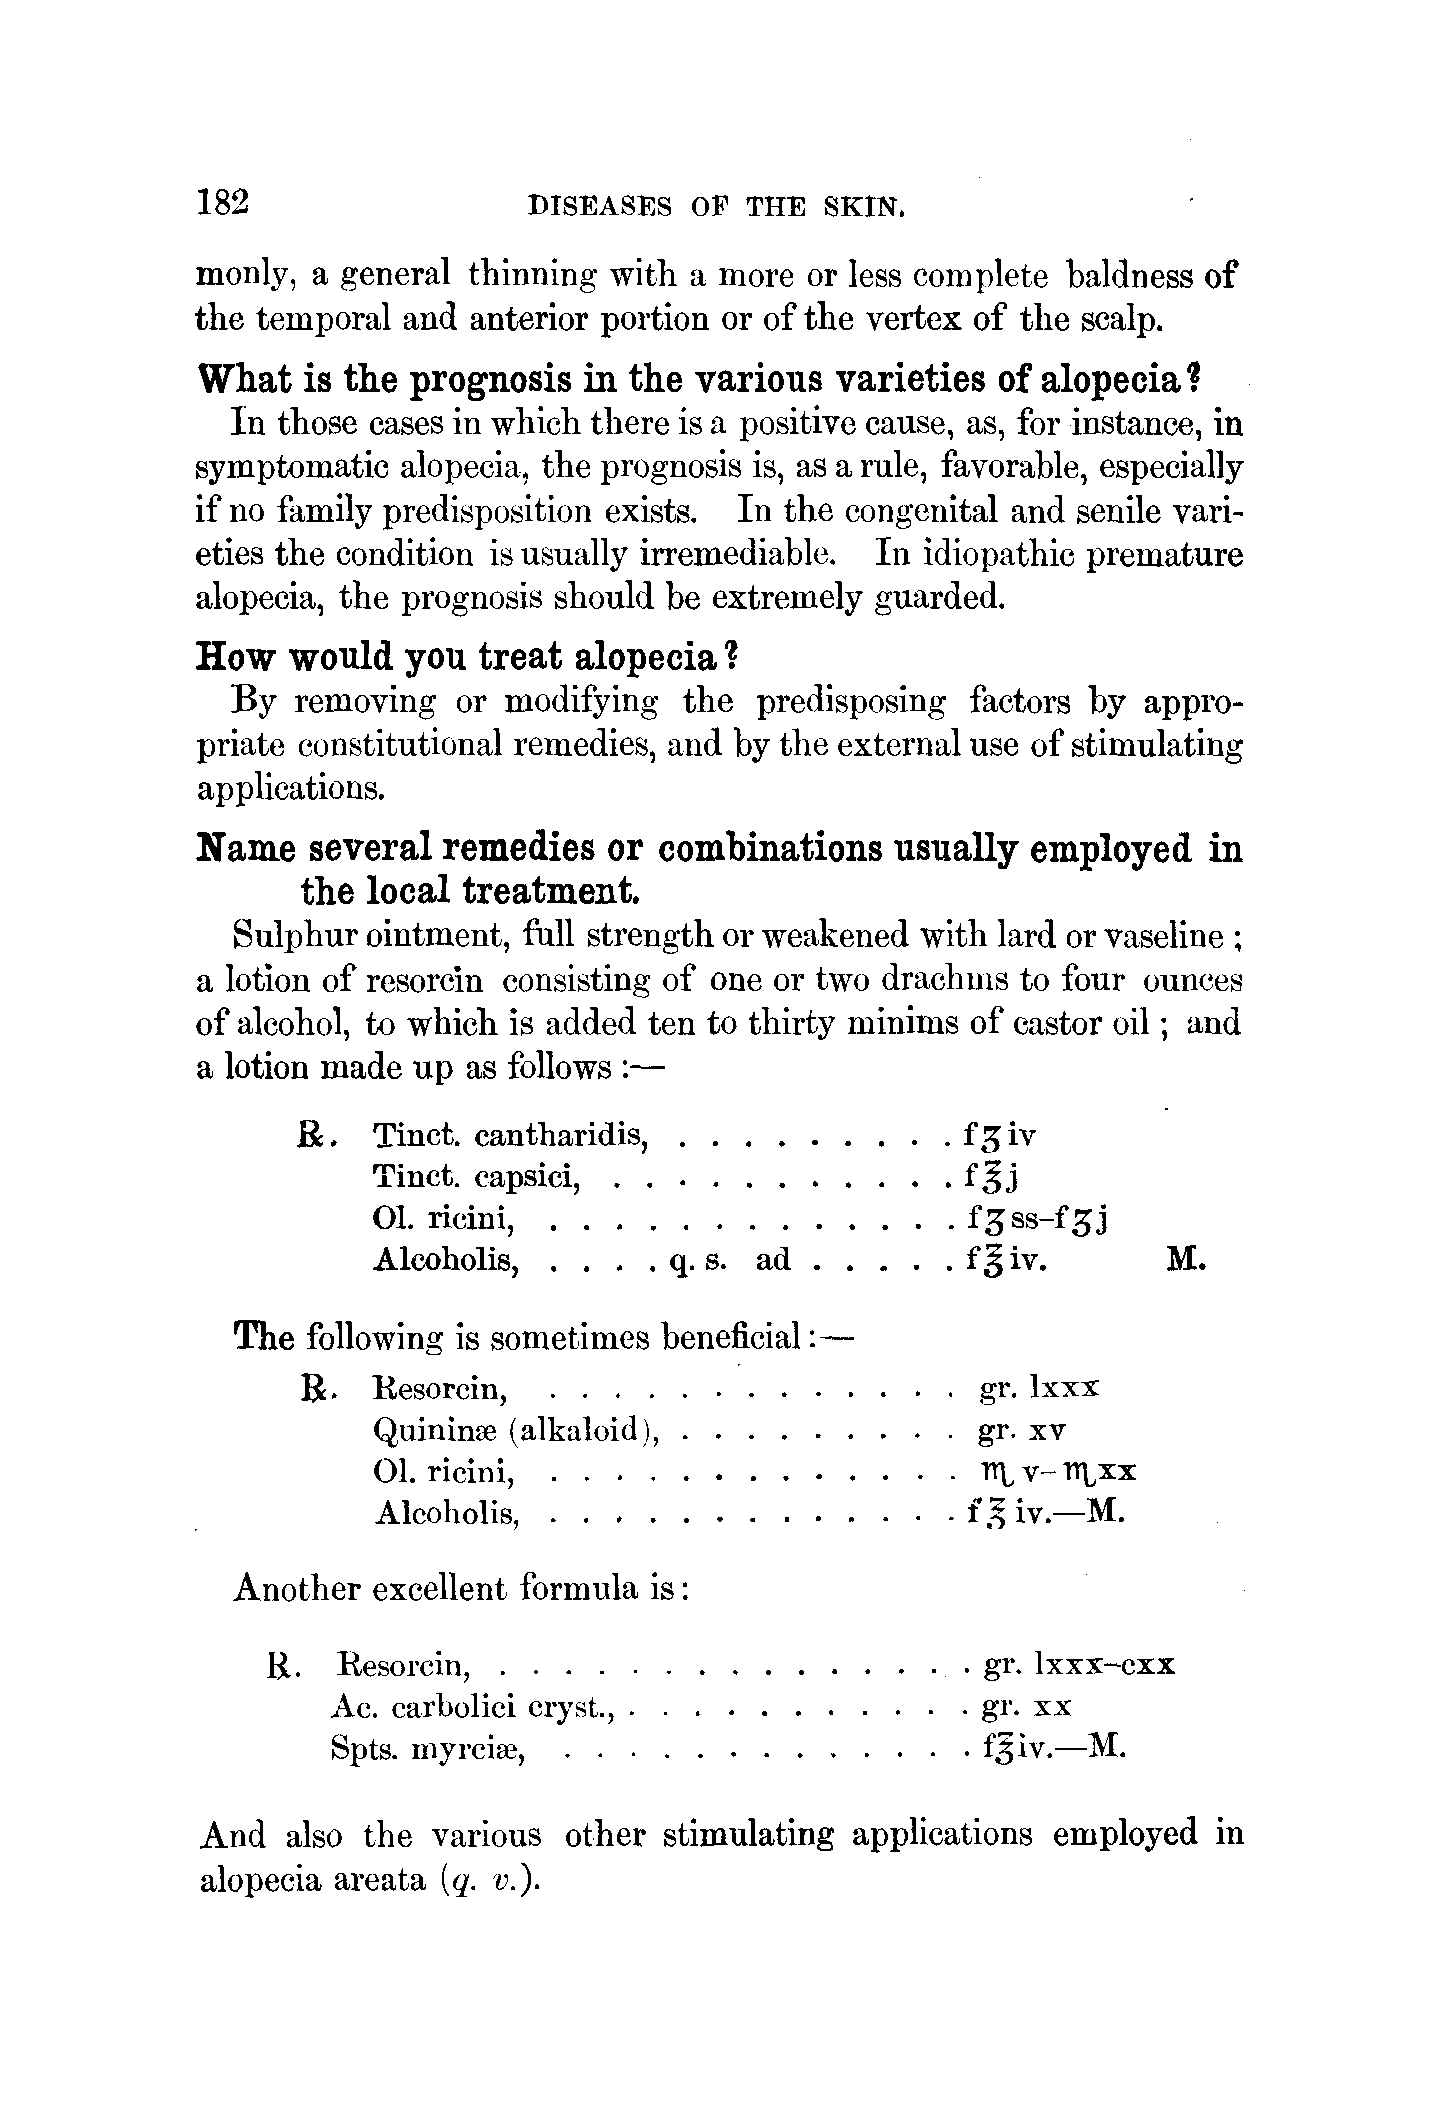 182 DISEASES OF THE SKIN.
monly, a general thinning with a more or less complete baldness of
the temporal and anterior portion or of the vertex of the scalp.
What is the prognosis in the various varieties of alopecia?
In those cases in which there is a positive cause, as, for instance, in
symptomatic alopecia, the prognosis is, as a rule, favorable, especially
if no family predisposition exists. In the congenital and senile vari-
eties the condition is usually irremediable. In idiopathic premature
alopecia, the prognosis should be extremely guarded.
How would you treat alopecia?
By removing or modifying the predisposing factors by appro-
priate constitutional remedies, and by the external use of stimulating
applications.
Name several remedies or combinations usually employed in
the local treatment.
Sulphur ointment, full strength or weakened with lard or vaseline ;
a lotion of resorcin consisting of one or two drachms to four ounces
of alcohol, to which is added ten to thirty minims of castor oil ; and
a lotion made up as follows :—
℞. Tinct. cantharidis, . . . . . . . . . fʒiv
Tinct. capsici, . . . . . . . . . . . f℥j
Ol. ricini, . . . . . . . . . . . . . fʒss–fʒj
Alcoholis, . . . . q. s. ad . . . . . f℥iv. M.
The following is sometimes beneficial :—
℞. Resorcin, . . . . . . . . . . . . . gr. lxxx
Quininæ (alkaloid), . . . . . . . . . gr. xv
Ol. ricini, . . . . . . . . . . . . . ♏v–♏xx
Alcoholis, . . . . . . . . . . . . . f℥iv.—M.
Another excellent formula is :
℞. Resorcin, . . . . . . . . . . . . . . . gr. lxxx–cxx
Ac. carbolici cryst., . . . . . . . . . . . gr. xx
Spts. myrciæ, . . . . . . . . . . . . . f℥iv.—M.
And also the various other stimulating applications employed in
alopecia areata (q. v.).